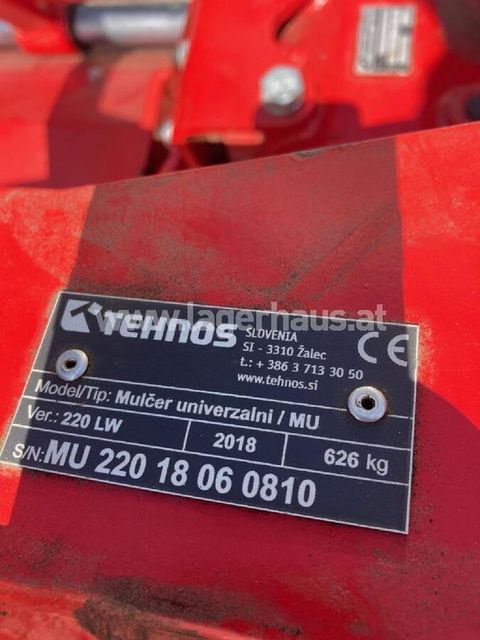 TEHNOS
SLOVENIA
SI - 3310 Žalec
t.: + 386 3 713 30 50
www.tehnos.si
CE
Model/Tip: Mulčer univerzalni / MU
Ver.: 220 LW 2018 626 kg
S/N: MU 220 18 06 0810
www.lagerhaus.at